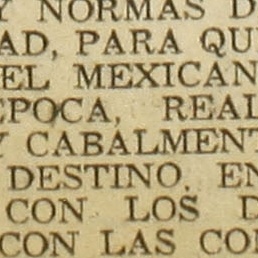 Y NORMAS D
AD, PARA QU
EL MEXICAN
EPOCA, REAL
Y CABALMENT
DESTINO. EN
CON LOS D
CON LAS CO